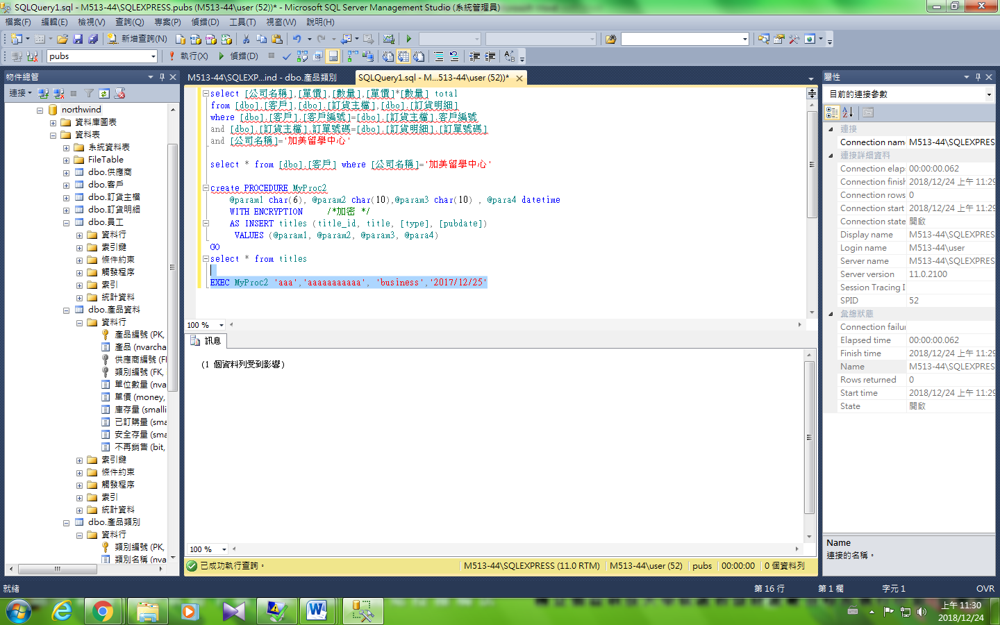 SQLQuery1.sql - M513-44\SQLEXPRESS.pubs (M513-44\user (52))* - Microsoft SQL Server Management Studio (系統管理員)
檔案(F) 編輯(E) 檢視(V) 查詢(Q) 專案(P) 偵錯(D) 工具(T) 視窗(W) 說明(H)
新增查詢(N)
pubs 執行(X) 偵錯(D)
物件總管
連接
northwind
資料庫圖表
資料表
系統資料表
FileTable
dbo.供應商
dbo.客戶
dbo.訂貨主檔
dbo.訂貨明細
dbo.員工
資料行
索引鍵
條件約束
觸發程序
索引
統計資料
dbo.產品資料
資料行
產品編號 (PK,
產品 (nvarcha
供應商編號 (FI
類別編號 (FK,
單位數量 (nva
單價 (money,
庫存量 (smalli
已訂購量 (sma
安全存量 (sma
不再銷售 (bit,
索引鍵
條件約束
觸發程序
索引
統計資料
dbo.產品類別
資料行
類別編號 (PK,
類別名稱 (nva
M513-44\SQLEXP...ind - dbo.產品類別
SQLQuery1.sql - M...513-44\user (52))*
select [公司名稱],[單價],[數量],[單價]*[數量] total
from [dbo].[客戶],[dbo].[訂貨主檔],[dbo].[訂貨明細]
where [dbo].[客戶].[客戶編號]=[dbo].[訂貨主檔].客戶編號
and [dbo].[訂貨主檔].訂單號碼=[dbo].[訂貨明細].[訂單號碼]
and [公司名稱]='加美留學中心'
select * from [dbo].[客戶] where [公司名稱]='加美留學中心'
create PROCEDURE MyProc2
@param1 char(6), @param2 char(10),@param3 char(10) , @para4 datetime
WITH ENCRYPTION /*加密 */
AS INSERT titles (title_id, title, [type], [pubdate])
VALUES (@param1, @param2, @param3, @para4)
GO
select * from titles
EXEC MyProc2 'aaa','aaaaaaaaaaa', 'business','2017/12/25'
100 %
訊息
(1 個資料列受到影響)
100 %
已成功執行查詢。
M513-44\SQLEXPRESS (11.0 RTM) M513-44\user (52) pubs 00:00:00 0 個資料列
屬性
目前的連接參數
連接
Connection nam M513-44\SQLEXPRES
連接詳細資料
Connection elap 00:00:00.062
Connection finish 2018/12/24 上午 11:29
Connection rows 0
Connection start 2018/12/24 上午 11:29
Connection state 開啟
Display name M513-44\SQLEXPRES
Login name M513-44\user
Server name M513-44\SQLEXPRES
Server version 11.0.2100
Session Tracing I
SPID 52
彙總狀態
Connection failur
Elapsed time 00:00:00.062
Finish time 2018/12/24 上午 11:29
Name M513-44\SQLEXPRES
Rows returned 0
Start time 2018/12/24 上午 11:29
State 開啟
Name
連接的名稱。
就緒 第 16 行 第 1 欄 字元 1 OVR
上午 11:30
2018/12/24